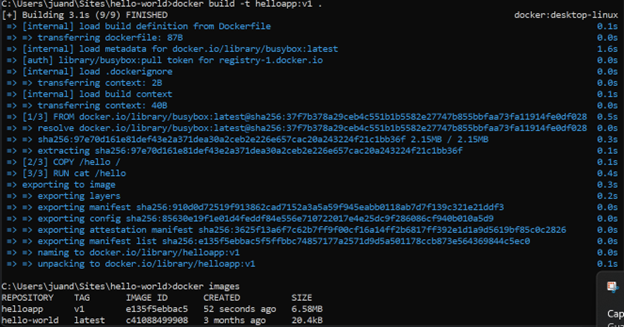 C:\Users\juand\Sites\hello-world>docker build -t helloapp:v1 .
[+] Building 3.1s (9/9) FINISHED docker:desktop-linux
=> [internal] load build definition from Dockerfile 0.1s
=> => transferring dockerfile: 87B 0.0s
=> [internal] load metadata for docker.io/library/busybox:latest 1.6s
=> [auth] library/busybox:pull token for registry-1.docker.io 0.0s
=> [internal] load .dockerignore 0.0s
=> => transferring context: 2B 0.0s
=> [internal] load build context 0.1s
=> => transferring context: 40B 0.0s
=> [1/3] FROM docker.io/library/busybox:latest@sha256:37f7b378a29ceb4c551b1b5582e27747b855bbfaa73fa11914fe0df028 0.5s
=> => resolve docker.io/library/busybox:latest@sha256:37f7b378a29ceb4c551b1b5582e27747b855bbfaa73fa11914fe0df028 0.0s
=> => sha256:97e70d161e81def43e2a371dea30a2ceb2e226e657cac20a243224f21c1bb36f 2.15MB / 2.15MB 0.3s
=> => extracting sha256:97e70d161e81def43e2a371dea30a2ceb2e226e657cac20a243224f21c1bb36f 0.1s
=> [2/3] COPY /hello / 0.1s
=> [3/3] RUN cat /hello 0.4s
=> exporting to image 0.3s
=> => exporting layers 0.2s
=> => exporting manifest sha256:910d0d72519f913862cad7152a3a5a59f945eabb0118ab7d7f139c321e21ddf3 0.0s
=> => exporting config sha256:85630e19f1e01d4feddf84e556e710722017e4e25dc9f286086cf940b010a5d9 0.0s
=> => exporting attestation manifest sha256:3625f13a6f7c62b7ff9f00cf16a14ff2b6817ff392e1d1a9d5619bf85c0c2826 0.0s
=> => exporting manifest list sha256:e135f5ebbac5f5ffbbc74857177a2571d9d5a501178ccb873e564369844c5ec0 0.0s
=> => naming to docker.io/library/helloapp:v1 0.0s
=> => unpacking to docker.io/library/helloapp:v1 0.1s
C:\Users\juand\Sites\hello-world>docker images
REPOSITORY TAG IMAGE ID CREATED SIZE
helloapp v1 e135f5ebbac5 52 seconds ago 6.58MB
hello-world latest c41088499908 3 months ago 20.4kB
Cap